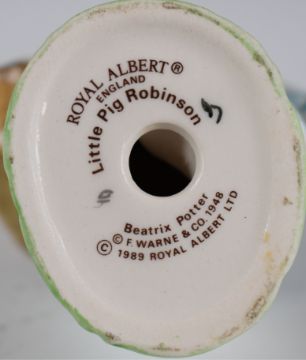 ROYAL ALBERT®
ENGLAND
Little Pig Robinson
Beatrix Potter
© F. WARNE & CO. 1948
© 1989 ROYAL ALBERT LTD